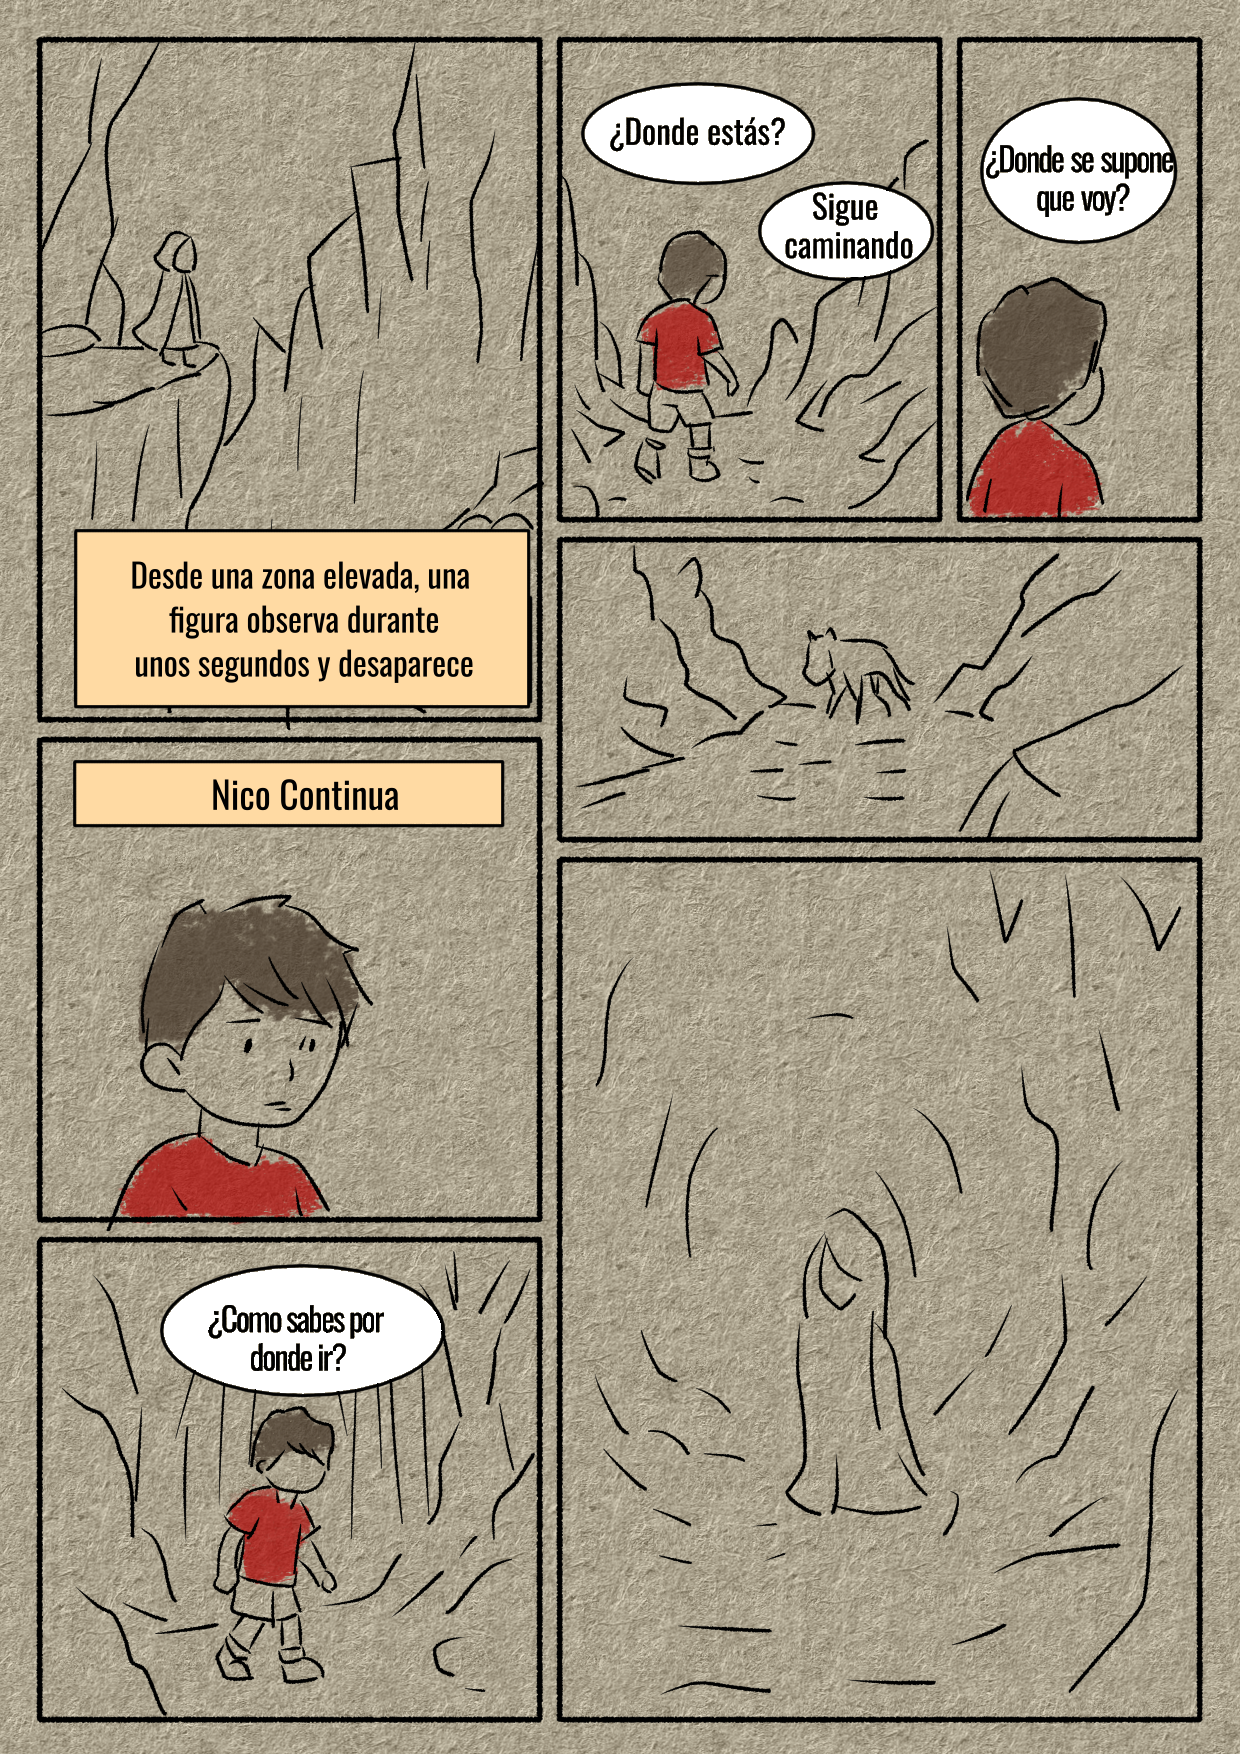 Desde una zona elevada, una
figura observa durante
unos segundos y desaparece
Nico Continua
¿Como sabes por
donde ir?
¿Donde estás?
Sigue
caminando
¿Donde se supone
que voy?